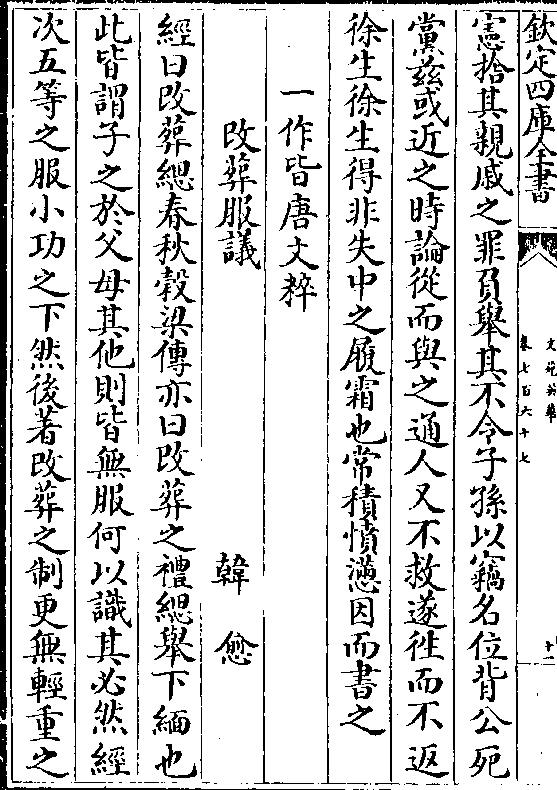 欽定四庫全書
文苑英華
卷七百六十七
十一
憲捨其親戚之罪負舉其不令子孫以竊名位背公死
黨兹或近之時論從而與之通人又不救遂徃而不返
徐生徐生得非失中之履霜也常積憤懣因而書之
一作皆唐文粹
改葬服議
韓愈
經曰改葬緦春秋穀梁傳亦曰改葬之禮緦舉下緬也
此皆謂子之於父母其他則皆無服何以識其必然經
次五等之服小功之下然後著改葬之制更無輕重之